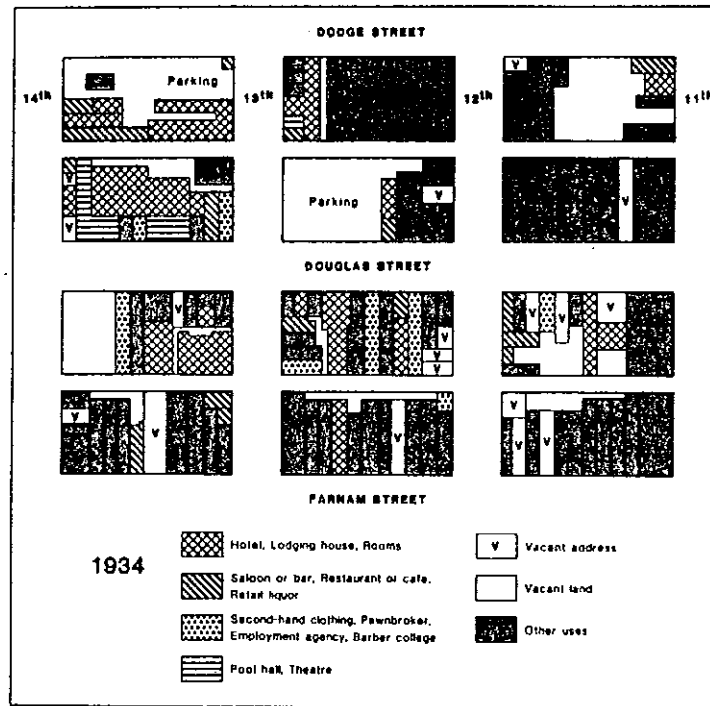 DODGE STREET
14th
Parking
13th
12th
V
11th
V
V
Parking
V
V
DOUGLAS STREET
V
V
V
V
V
V
V
V
V
V
V
V
V
FARNAM STREET
1934
Hotel, Lodging house, Rooms
Saloon or bar, Restaurant or cafe,
Retail liquor
Second-hand clothing, Pawnbroker,
Employment agency, Barber college
Pool hall, Theatre
V Vacant address
Vacant land
Other uses